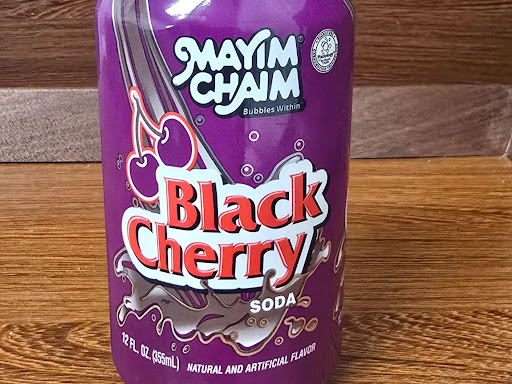 MAYIM
CHAIM
Bubbles Within
Black
Cherry
SODA
12 FL. OZ. (355mL) NATURAL AND ARTIFICIAL FLAVOR